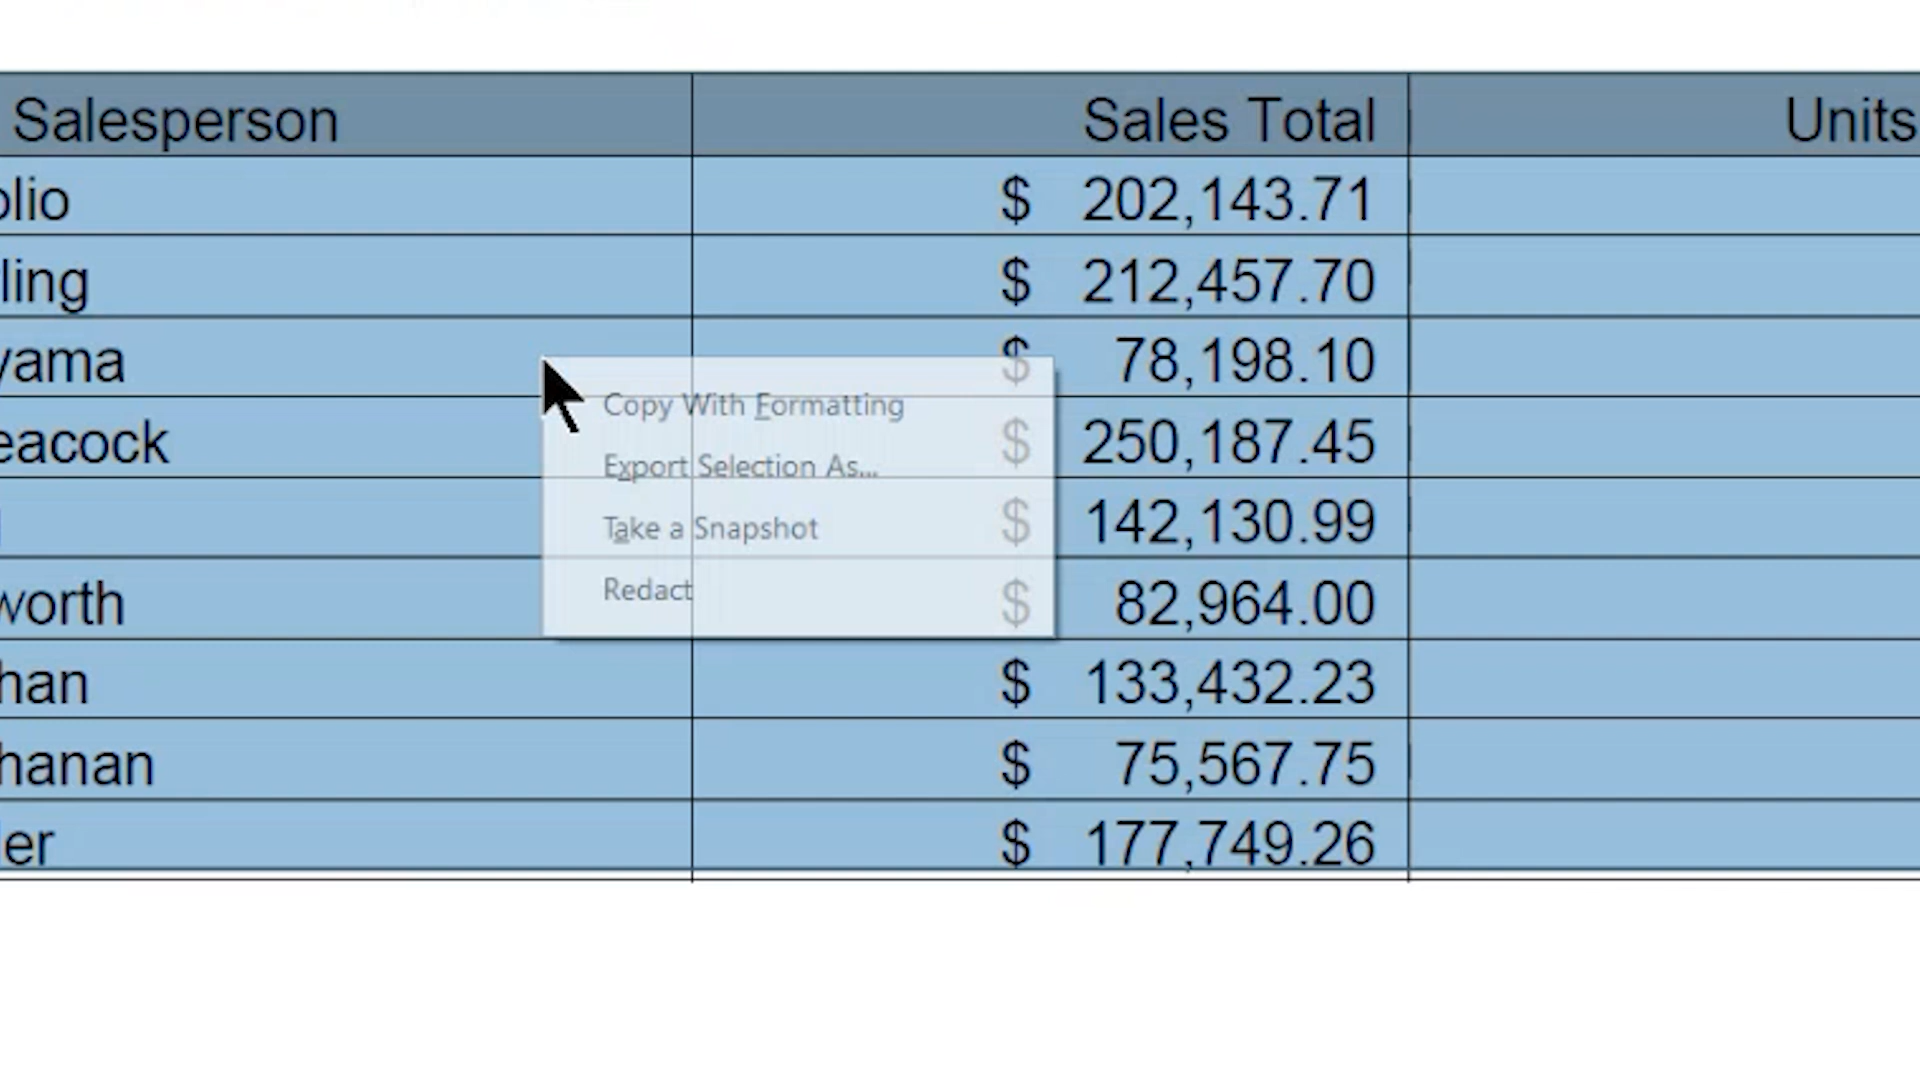 Salesperson Sales Total Units
olio $ 202,143.71
ling $ 212,457.70
yama $ 78,198.10
Copy With Formatting
eacock $ 250,187.45
Export Selection As...
$ 142,130.99
Take a Snapshot
worth $ 82,964.00
Redact
han $ 133,432.23
hanan $ 75,567.75
ler $ 177,749.26